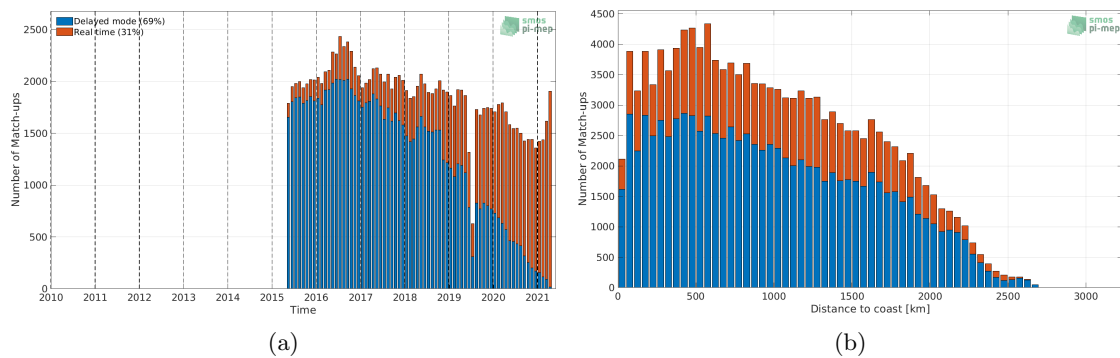 Delayed mode (69%)
Real time (31%)
smos
pi-mep
2500
2000
1500
1000
500
0
Number of Match-ups
2010 2011 2012 2013 2014 2015 2016 2017 2018 2019 2020 2021
Time
(a)
smos
pi-mep
4500
4000
3500
3000
2500
2000
1500
1000
500
0
Number of Match-ups
0 500 1000 1500 2000 2500 3000
Distance to coast [km]
(b)